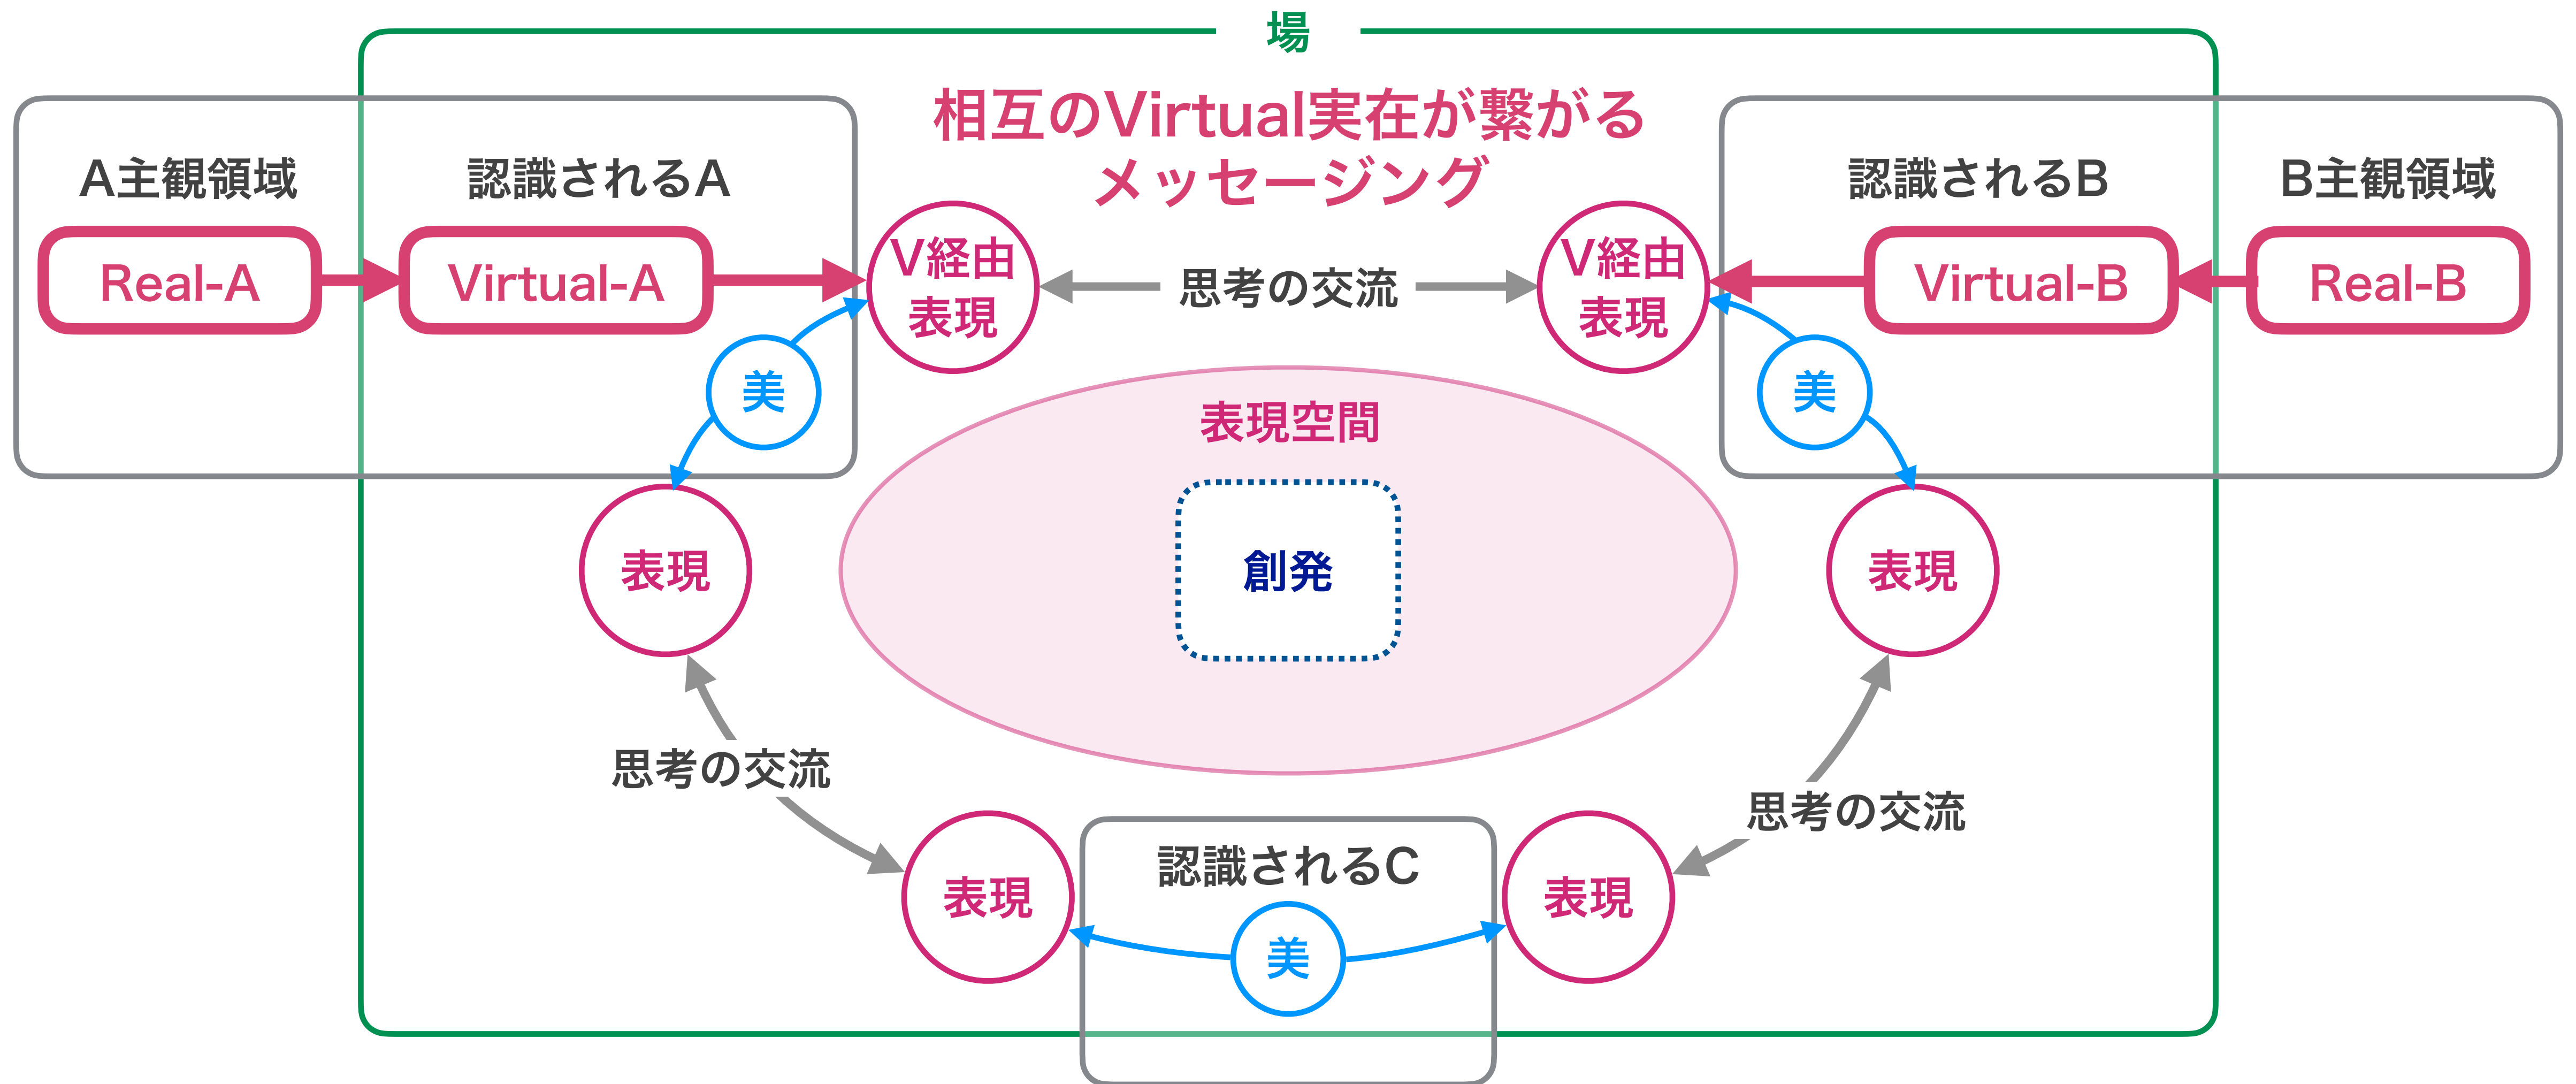 場
相互のVirtual実在が繋がる
メッセージング
A主観領域
認識されるA
認識されるB
B主観領域
Real-A
Virtual-A
V経由
表現
思考の交流
V経由
表現
Virtual-B
Real-B
美
美
表現空間
表現
創発
表現
思考の交流
思考の交流
表現
認識されるC
表現
美